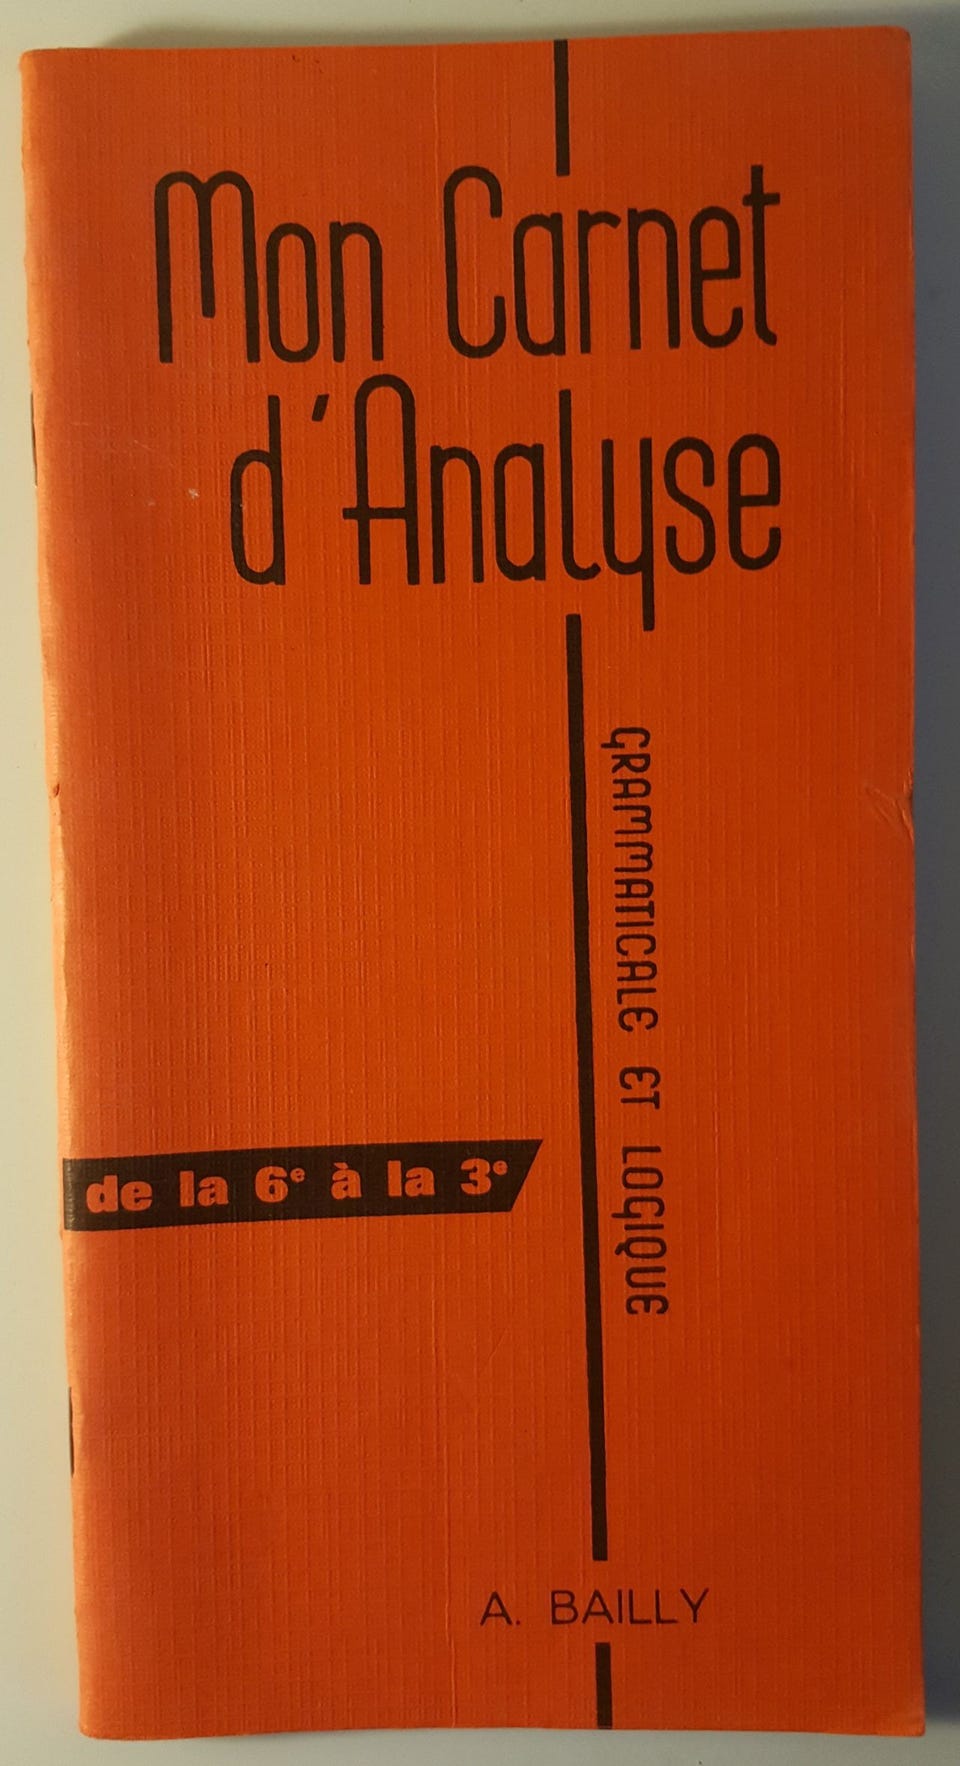 Mon Carnet
d'Analyse
GRAMMATICALE ET LOGIQUE
de la 6e à la 3e
A. BAILLY